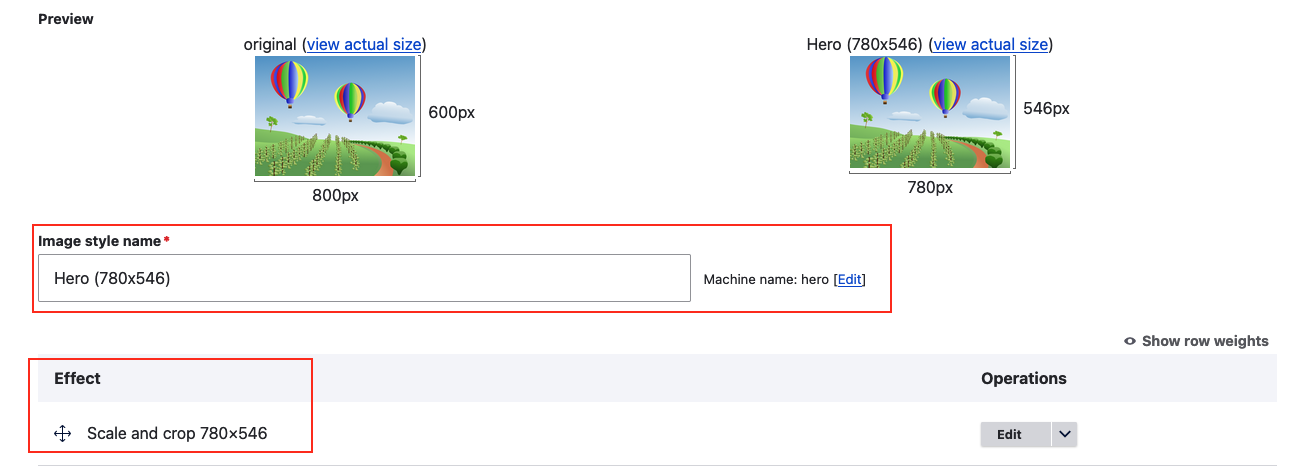 Preview
original (view actual size)
Hero (780x546) (view actual size)
600px
546px
800px
780px
Image style name*
Hero (780x546)
Machine name: hero [Edit]
Show row weights
Effect
Operations
Scale and crop 780×546
Edit